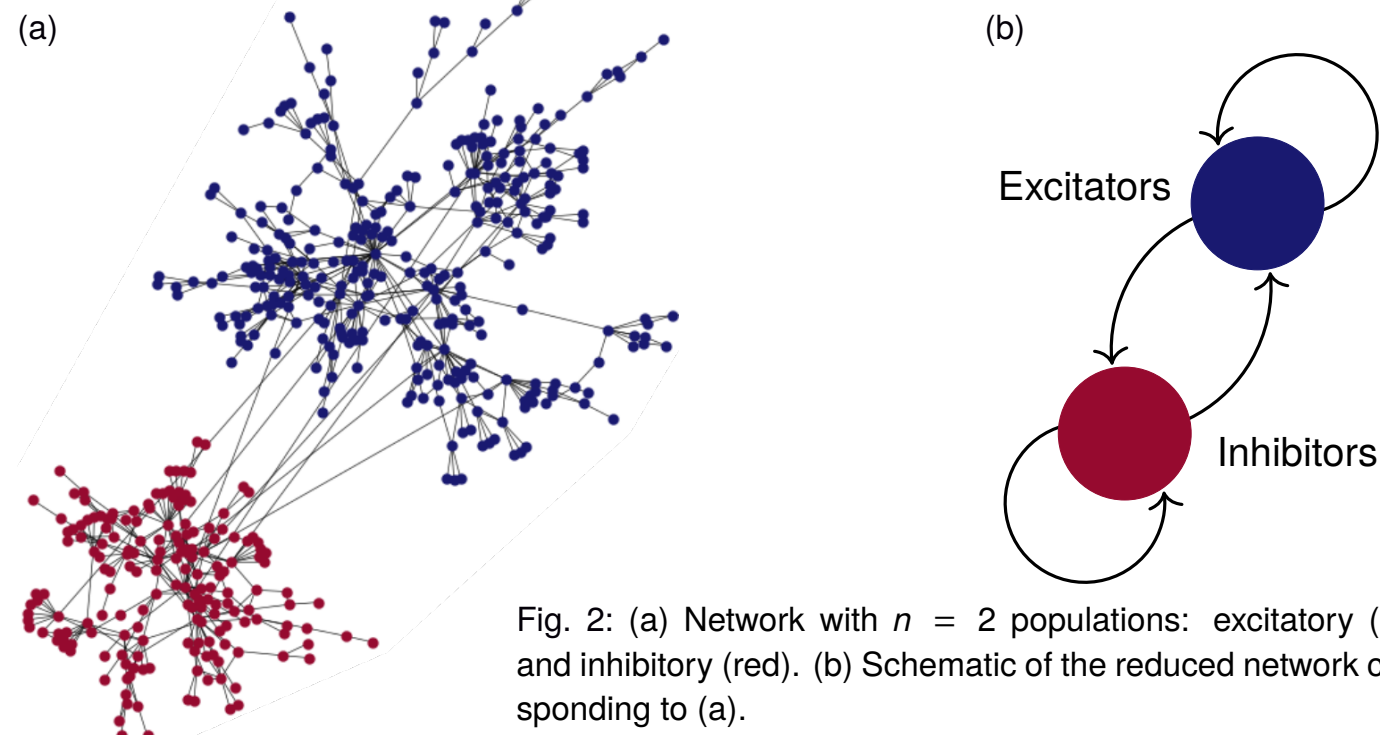 (a)
(b)
Excitators
Inhibitors
Fig. 2: (a) Network with n = 2 populations: excitatory (
and inhibitory (red). (b) Schematic of the reduced network
sponding to (a).